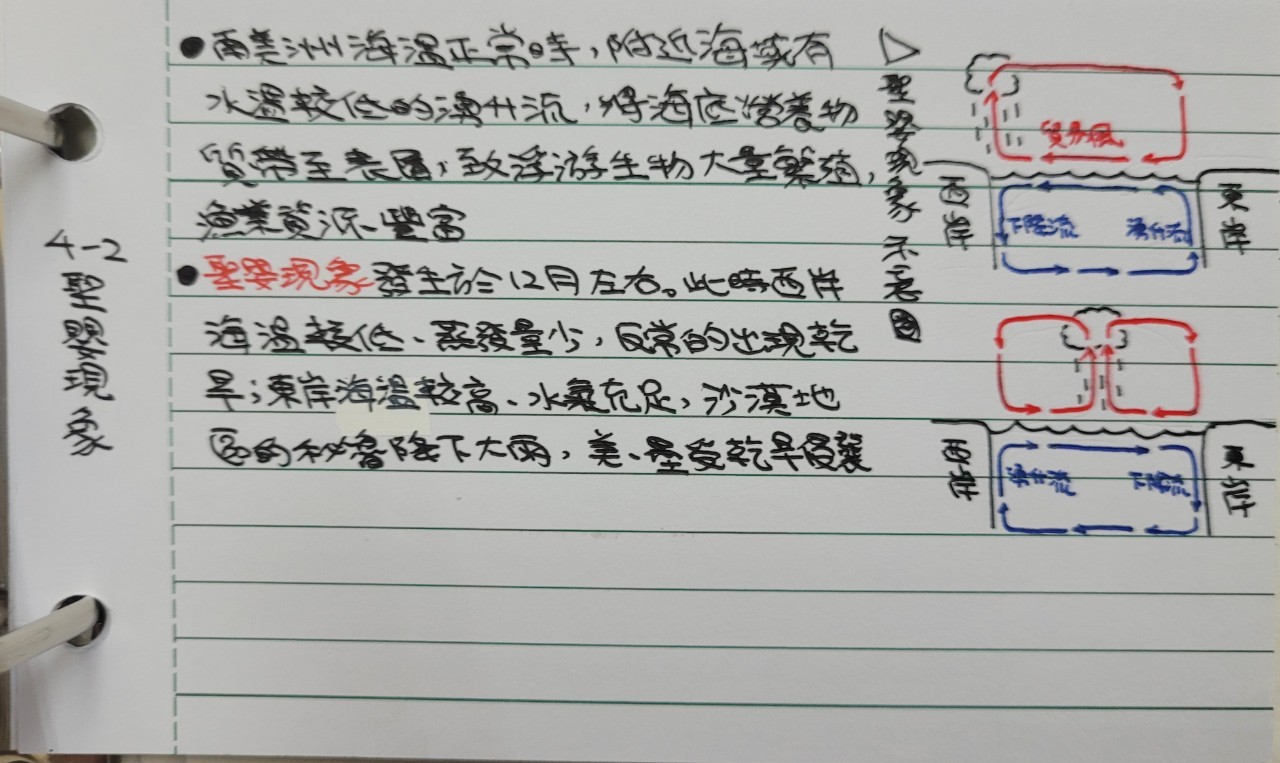 4-2
聖嬰現象
●南美洲海溫正常時，附近海域有
水溫較低的湧升流，將海底營養物
質帶至表圈，致浮游生物大量繁殖，
漁業資源豐富
●聖嬰現象發生於12月左右。此時西岸
海溫較低、蒸發量少，反常的出現乾
旱；東岸海溫較高、水氣充足，沙漠地
區的秘魯降下大雨，美、墨受乾旱侵襲
▷聖嬰現象示意圖
貿易風
西岸
東岸
下降流
湧升流
西岸
東岸
湧升流
下降流